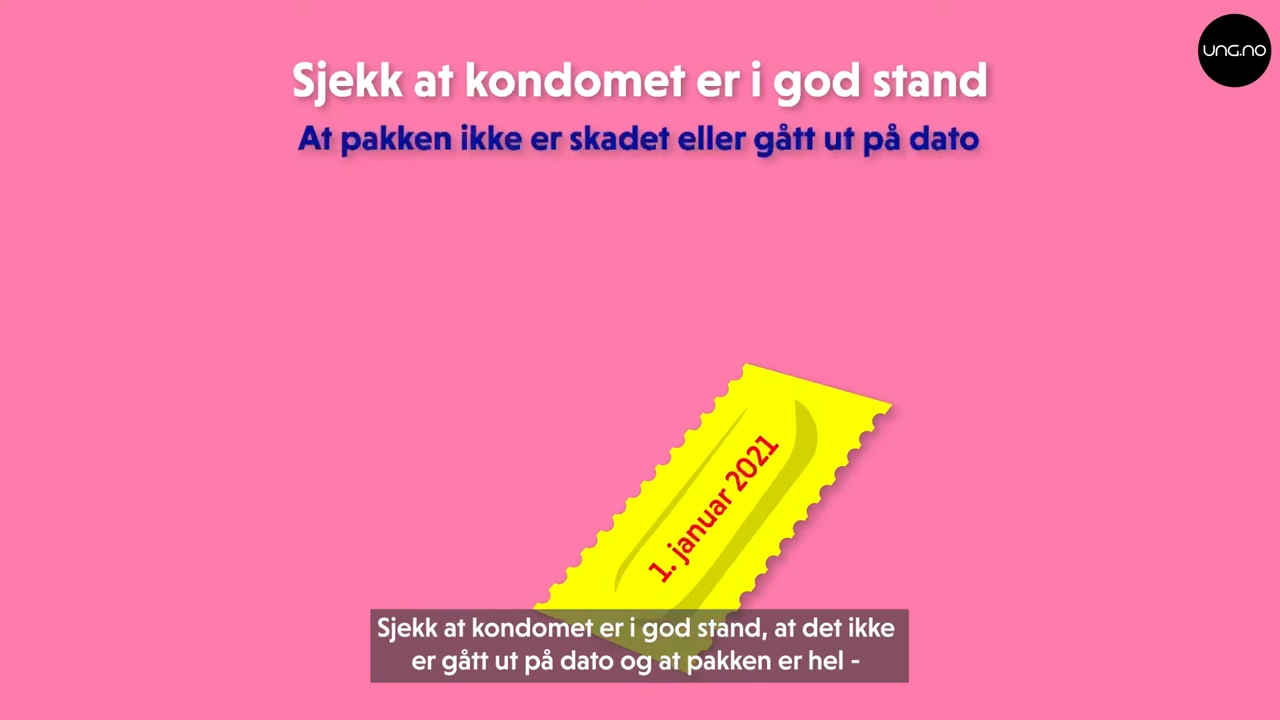 UNG.NO
Sjekk at kondomet er i god stand
At pakken ikke er skadet eller gått ut på dato
1. januar 2021
Sjekk at kondomet er i god stand, at det ikke
er gått ut på dato og at pakken er hel -